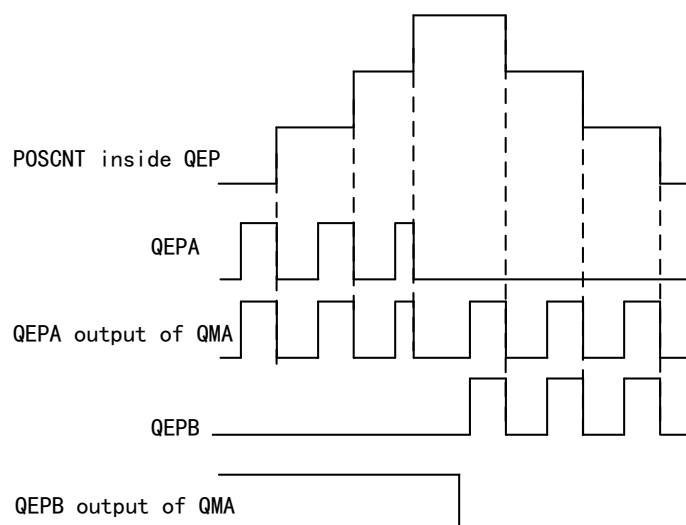 POSCNT inside QEP
QEPA
QEPA output of QMA
QEPB
QEPB output of QMA